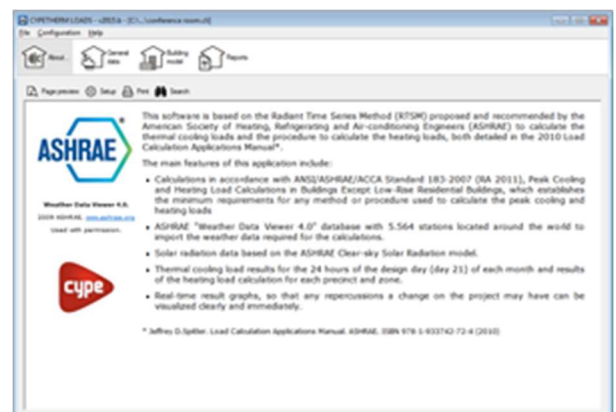 CYPETHERM LOADS - v2015.b - [C:\...\conference room.ctl]
File Configuration Help
About... General data Building model Reports
Page preview Setup Print Search
ASHRAE
Weather Data Viewer 4.0.
2009 ASHRAE, www.ashrae.org
Used with permission.
cype
This software is based on the Radiant Time Series Method (RTSM) proposed and recommended by the
American Society of Heating, Refrigerating and Air-conditioning Engineers (ASHRAE) to calculate the
thermal cooling loads and the procedure to calculate the heating loads, both detailed in the 2010 Load
Calculation Applications Manual*.
The main features of this application include:
• Calculations in accordance with ANSI/ASHRAE/ACCA Standard 183-2007 (RA 2011), Peak Cooling
and Heating Load Calculations in Buildings Except Low-Rise Residential Buildings, which establishes
the minimum requirements for any method or procedure used to calculate the peak cooling and
heating loads
• ASHRAE "Weather Data Viewer 4.0" database with 5.564 stations located around the world to
import the weather data required for the calculations.
• Solar radiation data based on the ASHRAE Clear-sky Solar Radiation model.
• Thermal cooling load results for the 24 hours of the design day (day 21) of each month and results
of the heating load calculation for each precinct and zone.
• Real-time result graphs, so that any repercussions a change on the project may have can be
visualized clearly and immediately.
* Jeffrey D.Spitler. Load Calculation Applications Manual. ASHRAE. ISBN 978-1-933742-72-4 (2010)